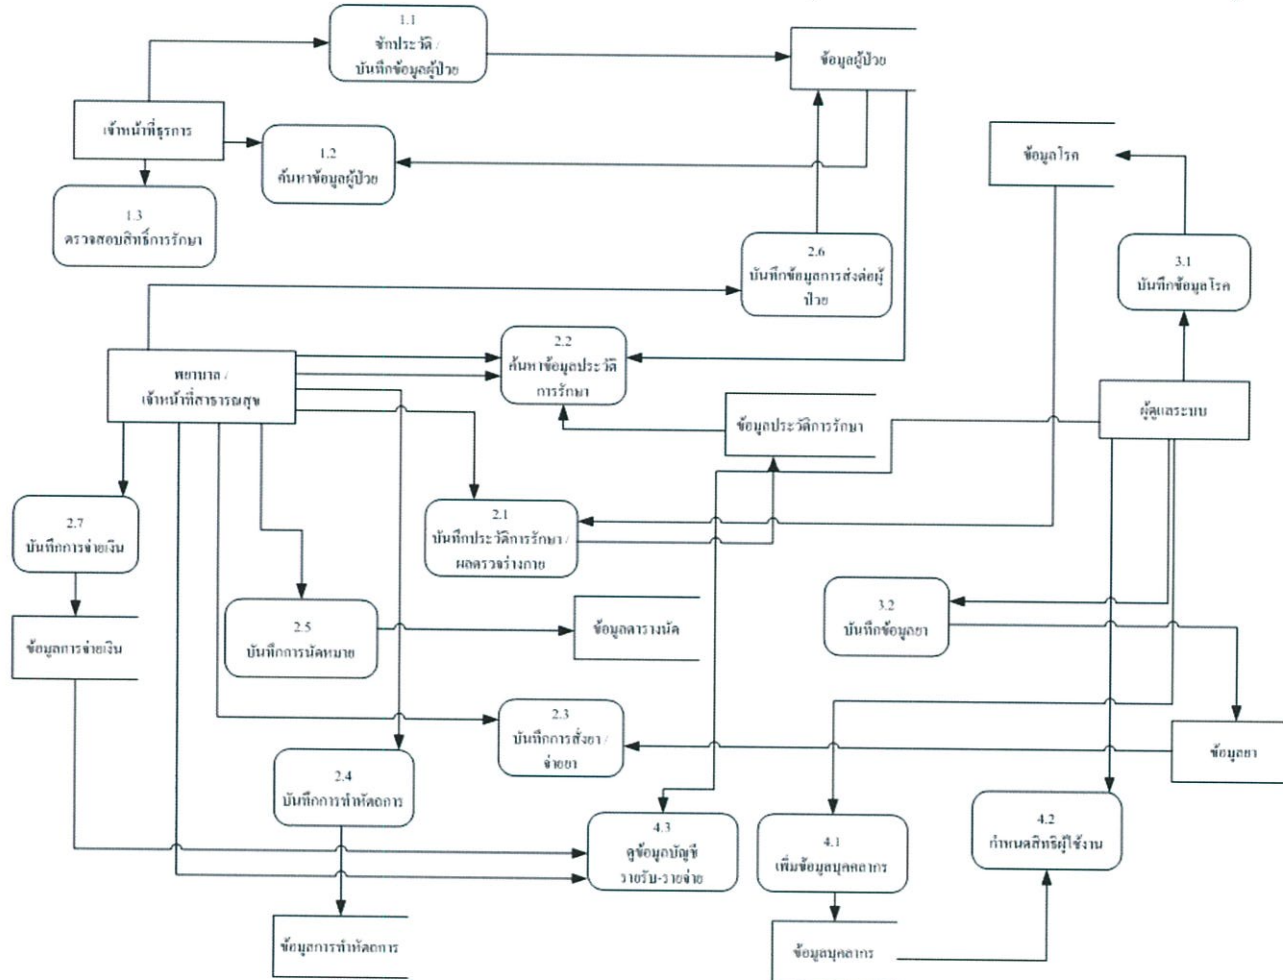 1.1
ซักประวัติ /
บันทึกข้อมูลผู้ป่วย
ข้อมูลผู้ป่วย
เจ้าหน้าที่ธุรการ
1.2
ค้นหาข้อมูลผู้ป่วย
ข้อมูลโรค
1.3
ตรวจสอบสิทธิ์การรักษา
2.6
บันทึกข้อมูลการส่งต่อผู้
ป่วย
3.1
บันทึกข้อมูลโรค
2.2
ค้นหาข้อมูลประวัติ
การรักษา
พยาบาล /
เจ้าหน้าที่สาธารณสุข
ข้อมูลประวัติการรักษา
ผู้ดูแลระบบ
2.7
บันทึกการจ่ายเงิน
2.1
บันทึกประวัติการรักษา /
ผลตรวจร่างกาย
3.2
บันทึกข้อมูลยา
2.5
บันทึกการนัดหมาย
ข้อมูลตารางนัด
ข้อมูลการจ่ายเงิน
2.3
บันทึกการสั่งยา /
จ่ายยา
ข้อมูลยา
2.4
บันทึกการทำหัตถการ
4.3
ดูข้อมูลบัญชี
รายรับ-รายจ่าย
4.1
เพิ่มข้อมูลบุคคลากร
4.2
กำหนดสิทธิผู้ใช้งาน
ข้อมูลการทำหัตถการ
ข้อมูลบุคลากร